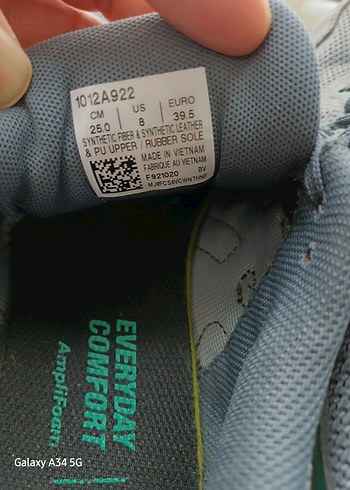 1012A922
CM US EURO
25.0 8 39.5
SYNTHETIC FIBER & SYNTHETIC LEATHER
& PU UPPER / RUBBER SOLE
MADE IN VIETNAM
FABRIQUE AU VIETNAM
F921020 BV
EVERYDAY
COMFORT
AmpliFoam
Galaxy A34 5G